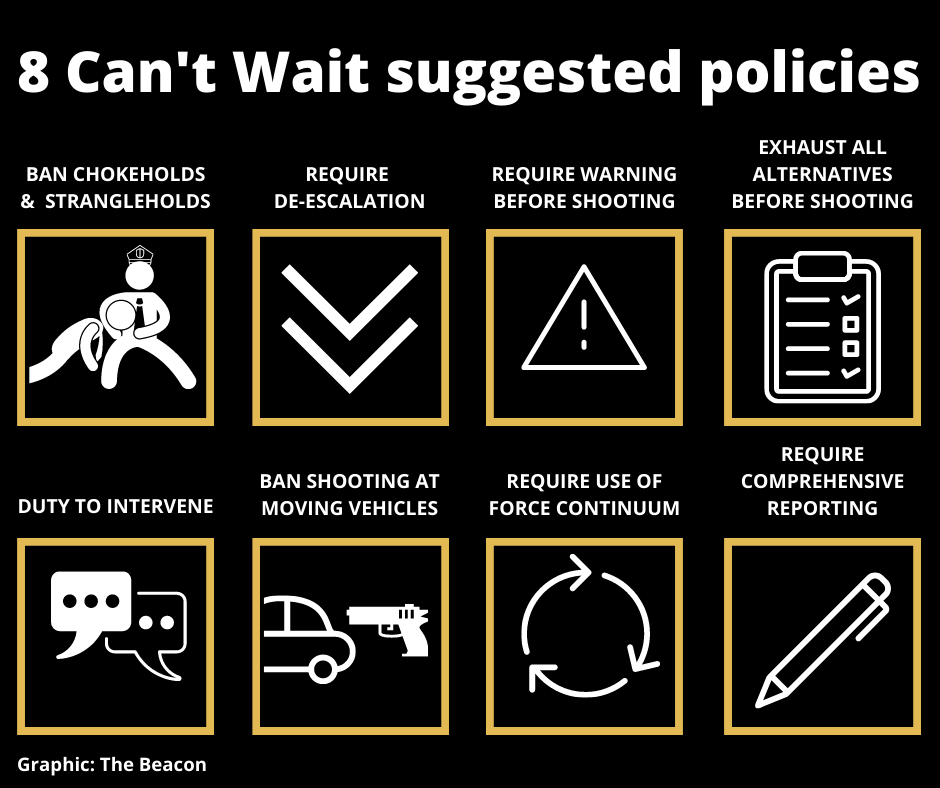 8 Can't Wait suggested policies
BAN CHOKEHOLDS
& STRANGLEHOLDS
REQUIRE
DE-ESCALATION
REQUIRE WARNING
BEFORE SHOOTING
EXHAUST ALL
ALTERNATIVES
BEFORE SHOOTING
DUTY TO INTERVENE
BAN SHOOTING AT
MOVING VEHICLES
REQUIRE USE OF
FORCE CONTINUUM
REQUIRE
COMPREHENSIVE
REPORTING
Graphic: The Beacon